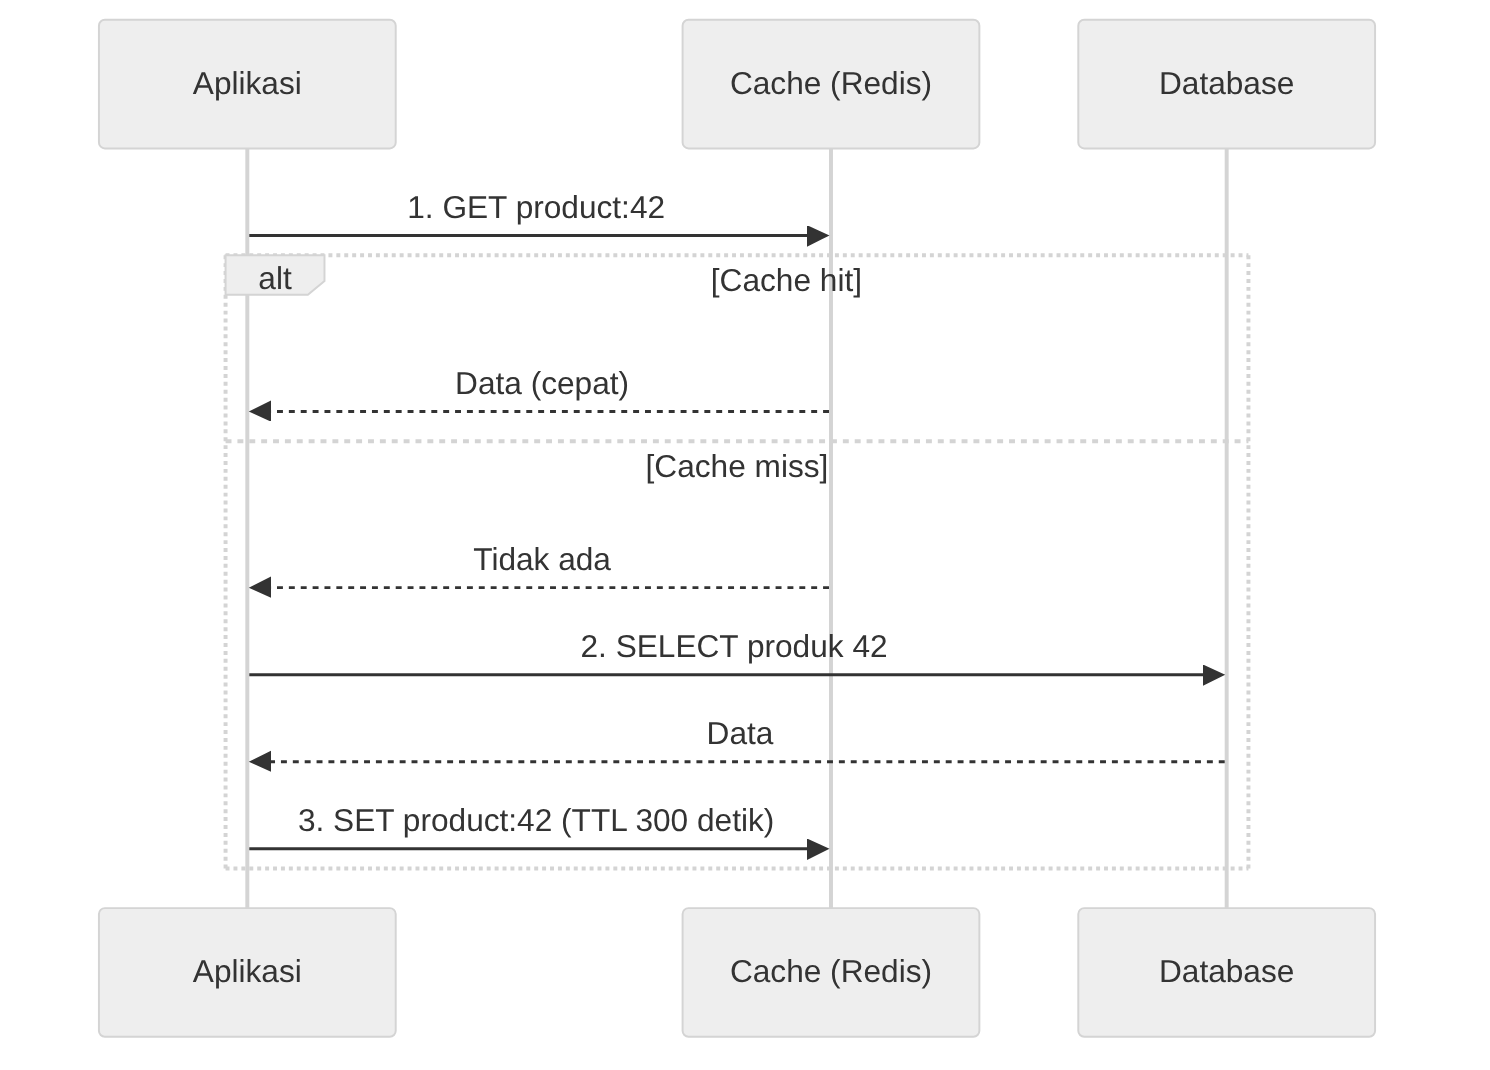 Aplikasi
Cache (Redis)
Database
1. GET product:42
alt
[Cache hit]
Data (cepat)
[Cache miss]
Tidak ada
2. SELECT produk 42
Data
3. SET product:42 (TTL 300 detik)
Aplikasi
Cache (Redis)
Database